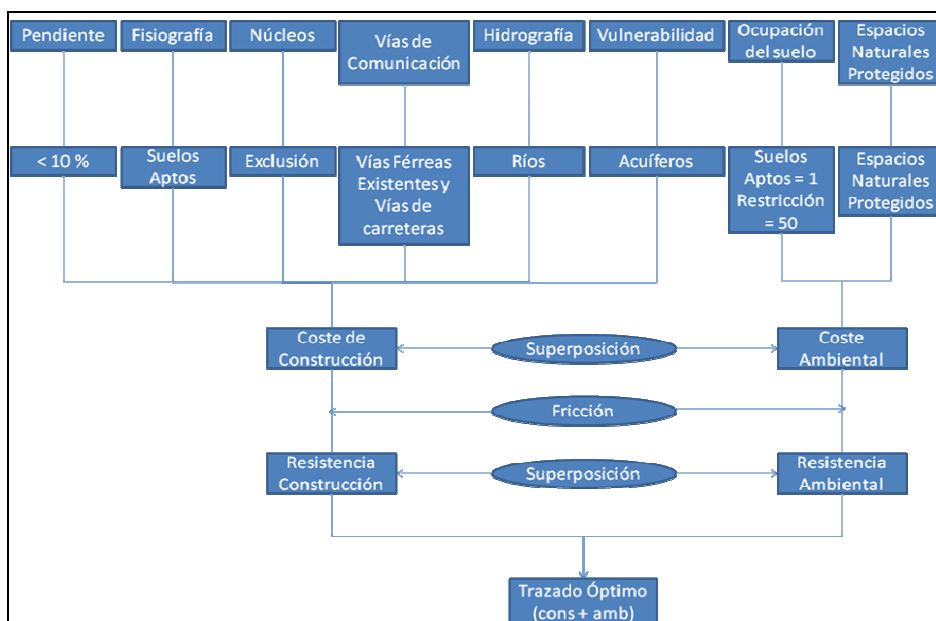 Pendiente
Fisiografía
Núcleos
Vías de
Comunicación
Hidrografía
Vulnerabilidad
Ocupación
del suelo
Espacios
Naturales
Protegidos
< 10 %
Suelos
Aptos
Exclusión
Vías Férreas
Existentes y
Vías de
carreteras
Ríos
Acuíferos
Suelos
Aptos = 1
Restricción
= 50
Espacios
Naturales
Protegidos
Coste de
Construcción
Superposición
Coste
Ambiental
Fricción
Resistencia
Construcción
Superposición
Resistencia
Ambiental
Trazado Óptimo
(cons + amb)